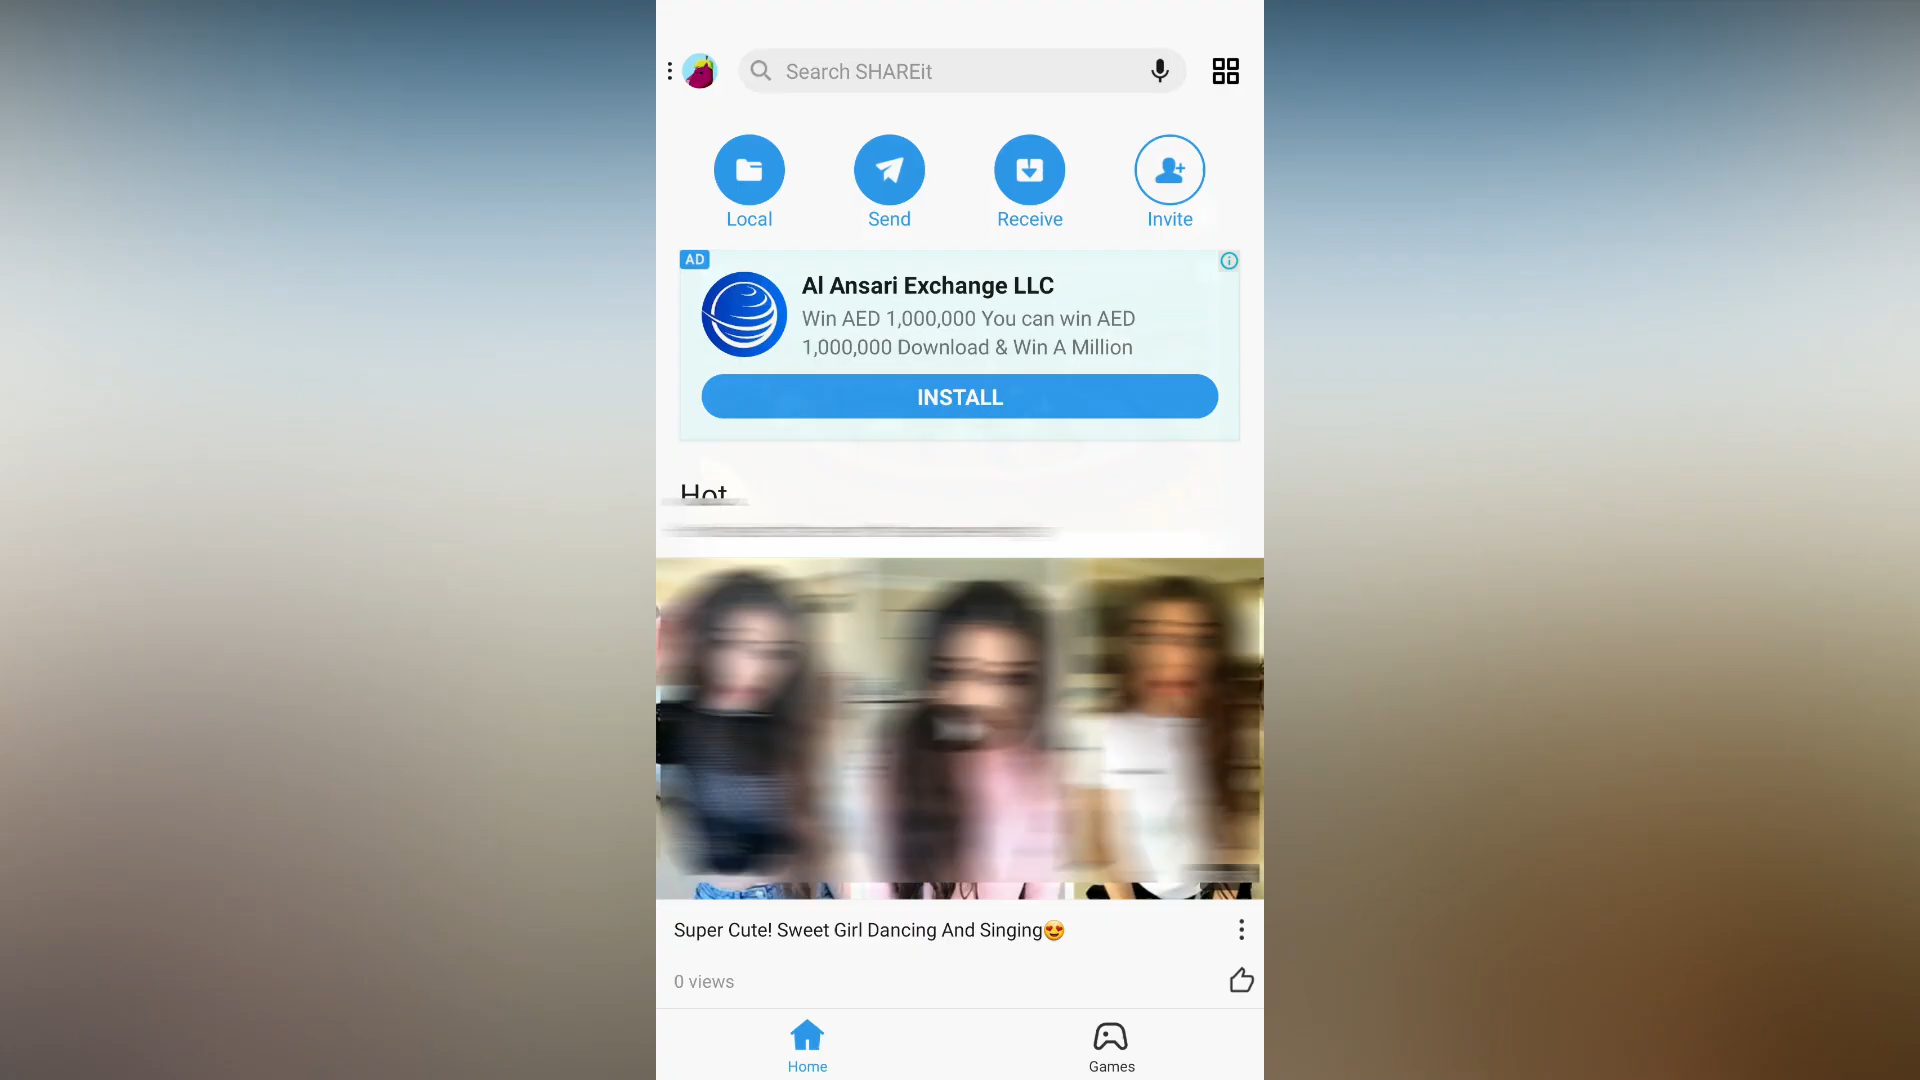 Search SHAREit
Local
Send
Receive
Invite
AD
Al Ansari Exchange LLC
Win AED 1,000,000 You can win AED
1,000,000 Download & Win A Million
INSTALL
Hot
Super Cute! Sweet Girl Dancing And Singing😍
0 views
Home
Games